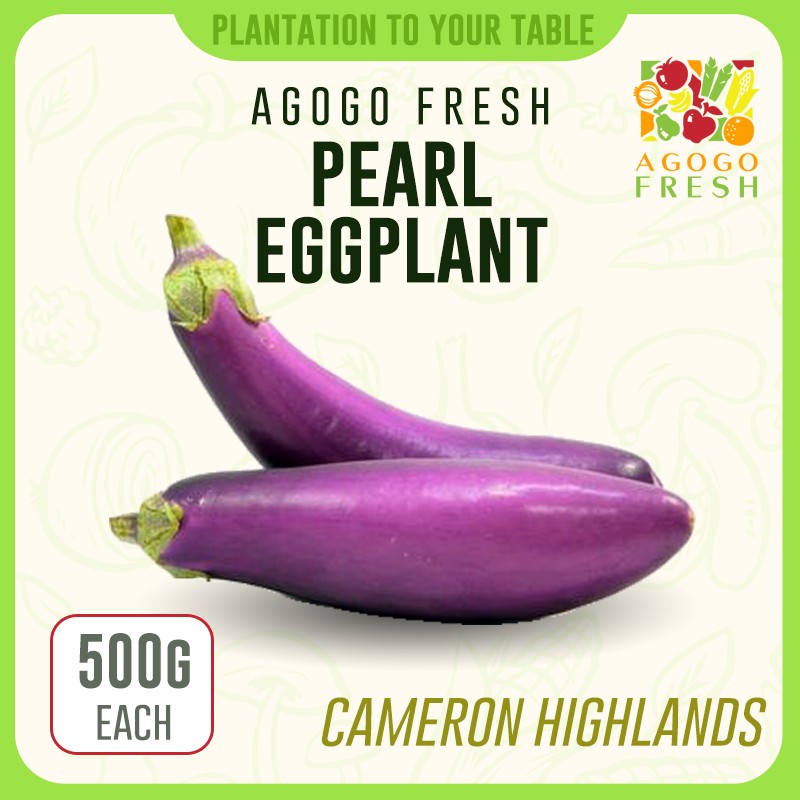 PLANTATION TO YOUR TABLE
AGOGO FRESH
PEARL
EGGPLANT
AGOGO
FRESH
500G
EACH
CAMERON HIGHLANDS